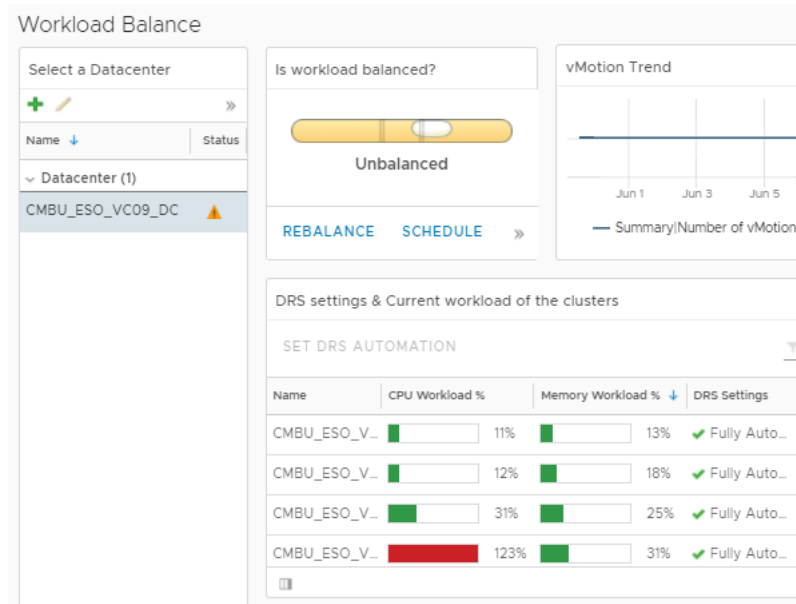 Workload Balance
Select a Datacenter
Name
Status
Datacenter (1)
CMBU_ESO_VC09_DC
Is workload balanced?
Unbalanced
REBALANCE SCHEDULE
vMotion Trend
Jun 1 Jun 3 Jun 5
Summary|Number of vMotion
DRS settings & Current workload of the clusters
SET DRS AUTOMATION
Name CPU Workload % Memory Workload % DRS Settings
CMBU_ESO_V... 11% 13% Fully Auto...
CMBU_ESO_V... 12% 18% Fully Auto...
CMBU_ESO_V... 31% 25% Fully Auto...
CMBU_ESO_V... 123% 31% Fully Auto...